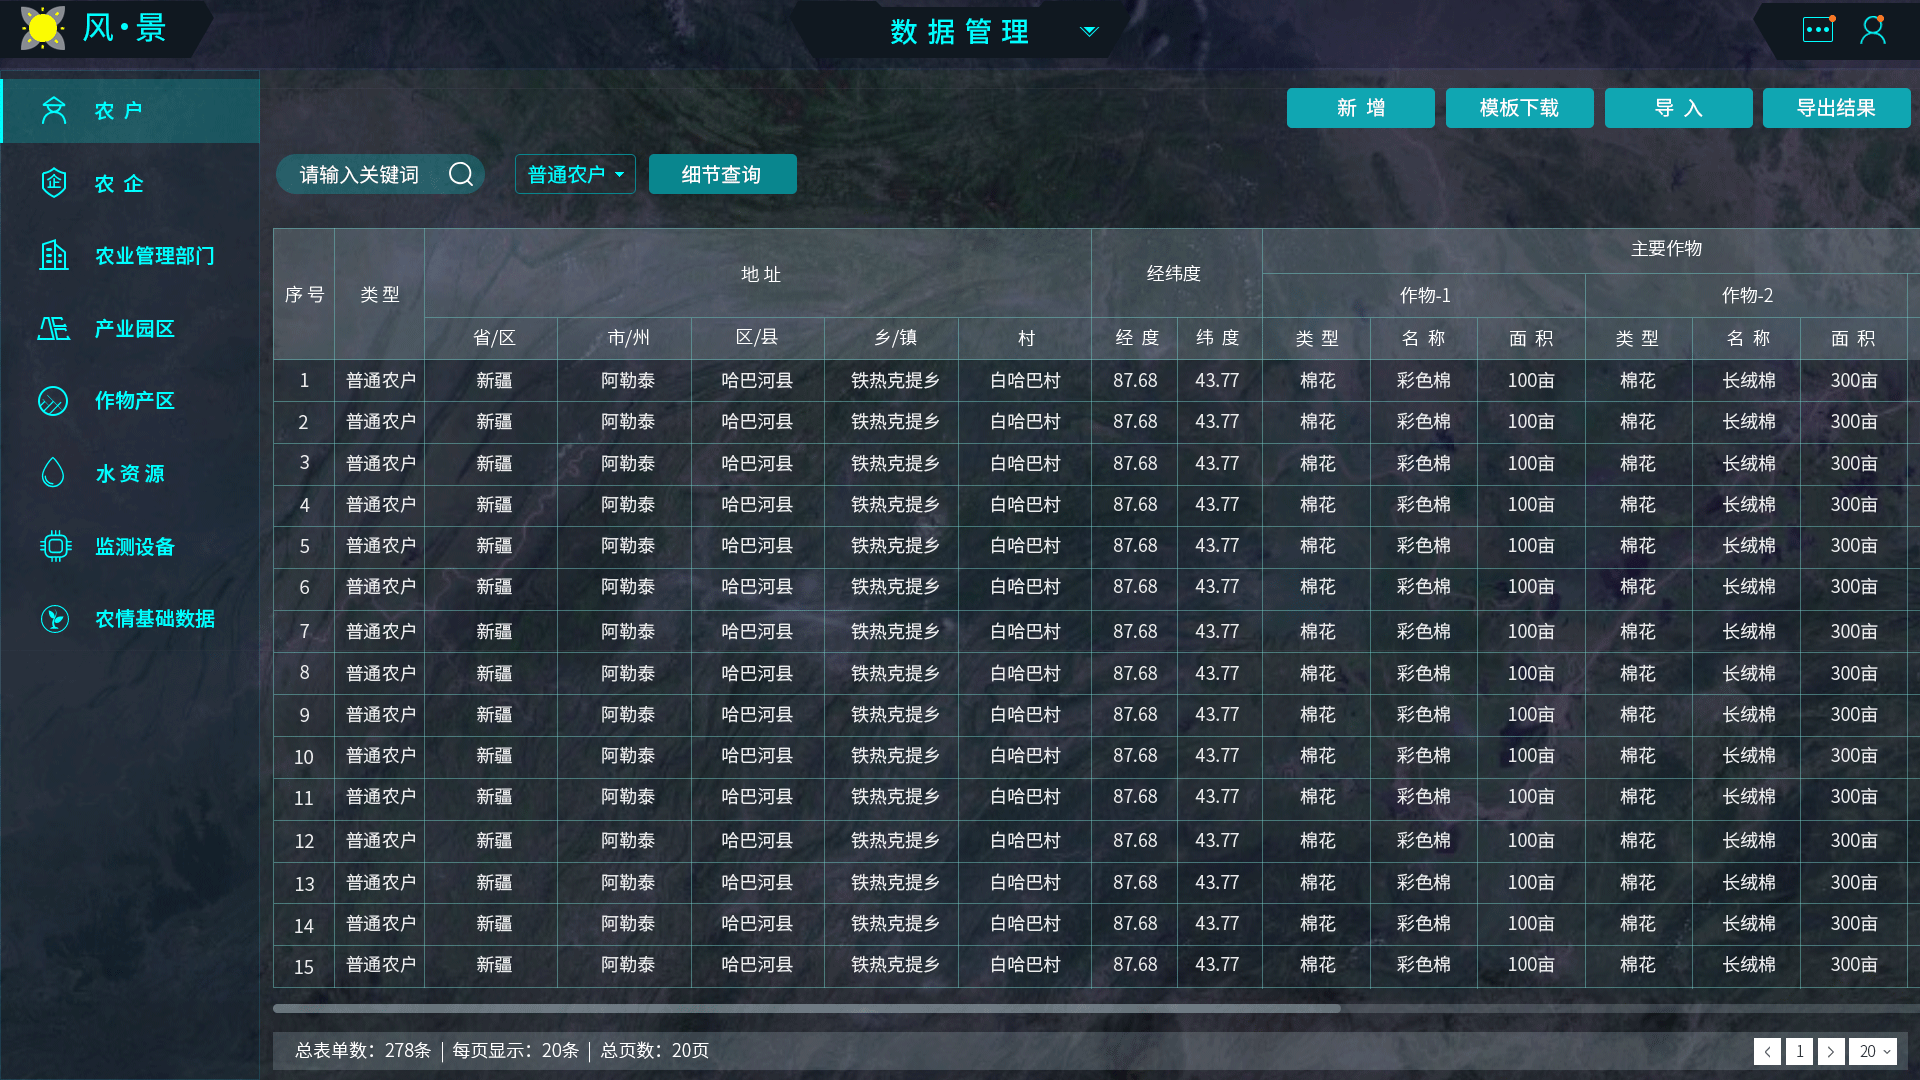 风·景
数据管理
农 户
农 企
农业管理部门
产业园区
作物产区
水资源
监测设备
农情基础数据
新 增 模板下载 导 入 导出结果
请输入关键词 普通农户 细节查询
序号 类型 地址 经纬度 主要作物
作物-1 作物-2
省/区 市/州 区/县 乡/镇 村 经 度 纬 度 类 型 名 称 面 积 类 型 名 称 面 积
1 普通农户 新疆 阿勒泰 哈巴河县 铁热克提乡 白哈巴村 87.68 43.77 棉花 彩色棉 100亩 棉花 长绒棉 300亩
2 普通农户 新疆 阿勒泰 哈巴河县 铁热克提乡 白哈巴村 87.68 43.77 棉花 彩色棉 100亩 棉花 长绒棉 300亩
3 普通农户 新疆 阿勒泰 哈巴河县 铁热克提乡 白哈巴村 87.68 43.77 棉花 彩色棉 100亩 棉花 长绒棉 300亩
4 普通农户 新疆 阿勒泰 哈巴河县 铁热克提乡 白哈巴村 87.68 43.77 棉花 彩色棉 100亩 棉花 长绒棉 300亩
5 普通农户 新疆 阿勒泰 哈巴河县 铁热克提乡 白哈巴村 87.68 43.77 棉花 彩色棉 100亩 棉花 长绒棉 300亩
6 普通农户 新疆 阿勒泰 哈巴河县 铁热克提乡 白哈巴村 87.68 43.77 棉花 彩色棉 100亩 棉花 长绒棉 300亩
7 普通农户 新疆 阿勒泰 哈巴河县 铁热克提乡 白哈巴村 87.68 43.77 棉花 彩色棉 100亩 棉花 长绒棉 300亩
8 普通农户 新疆 阿勒泰 哈巴河县 铁热克提乡 白哈巴村 87.68 43.77 棉花 彩色棉 100亩 棉花 长绒棉 300亩
9 普通农户 新疆 阿勒泰 哈巴河县 铁热克提乡 白哈巴村 87.68 43.77 棉花 彩色棉 100亩 棉花 长绒棉 300亩
10 普通农户 新疆 阿勒泰 哈巴河县 铁热克提乡 白哈巴村 87.68 43.77 棉花 彩色棉 100亩 棉花 长绒棉 300亩
11 普通农户 新疆 阿勒泰 哈巴河县 铁热克提乡 白哈巴村 87.68 43.77 棉花 彩色棉 100亩 棉花 长绒棉 300亩
12 普通农户 新疆 阿勒泰 哈巴河县 铁热克提乡 白哈巴村 87.68 43.77 棉花 彩色棉 100亩 棉花 长绒棉 300亩
13 普通农户 新疆 阿勒泰 哈巴河县 铁热克提乡 白哈巴村 87.68 43.77 棉花 彩色棉 100亩 棉花 长绒棉 300亩
14 普通农户 新疆 阿勒泰 哈巴河县 铁热克提乡 白哈巴村 87.68 43.77 棉花 彩色棉 100亩 棉花 长绒棉 300亩
15 普通农户 新疆 阿勒泰 哈巴河县 铁热克提乡 白哈巴村 87.68 43.77 棉花 彩色棉 100亩 棉花 长绒棉 300亩
总表单数：278条 | 每页显示：20条 | 总页数：20页 < 1 > 20